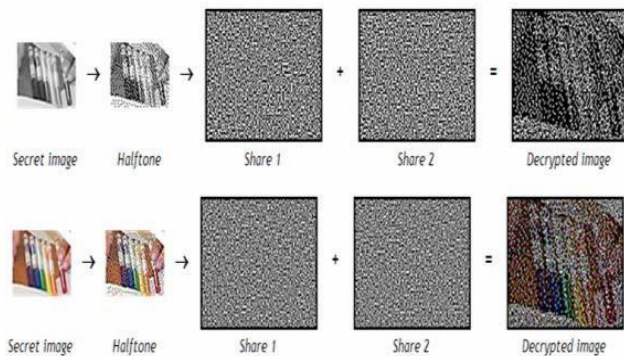 → → + =
Secret image Halftone Share 1 Share 2 Decrypted image
→ → + =
Secret image Halftone Share 1 Share 2 Decrypted image